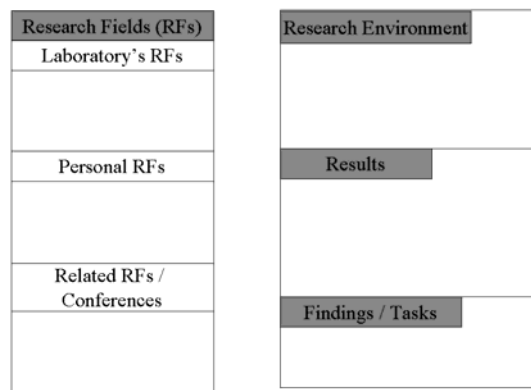 Research Fields (RFs)
Laboratory’s RFs
Personal RFs
Related RFs /
Conferences
Research Environment
Results
Findings / Tasks